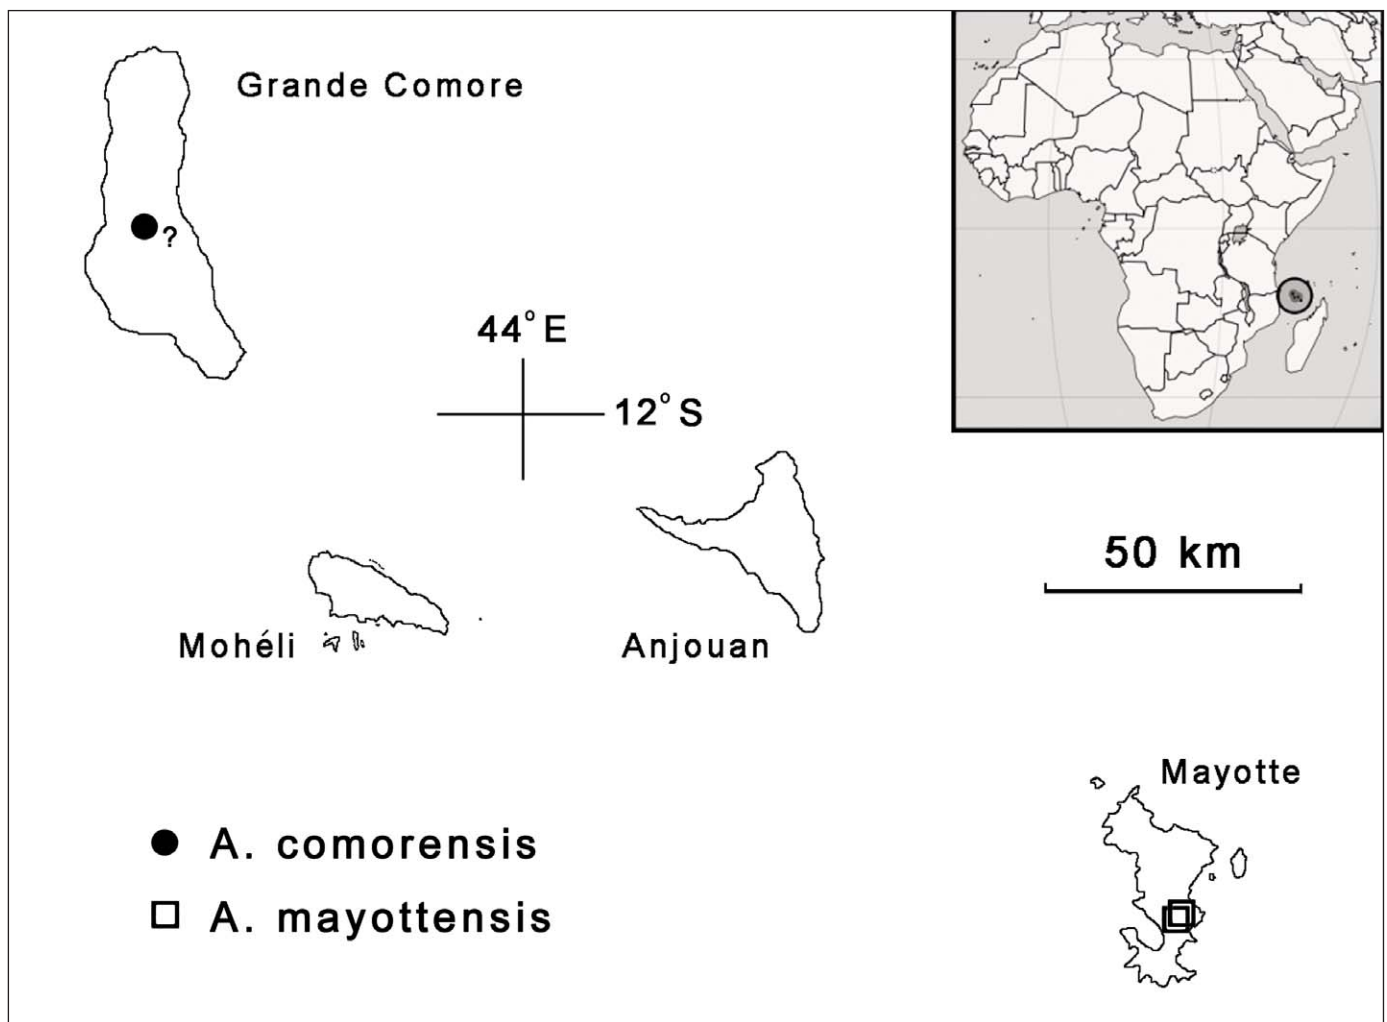 Grande Comore
?
44°E
12°S
50 km
Mohéli
Anjouan
Mayotte
A. comorensis
A. mayottensis